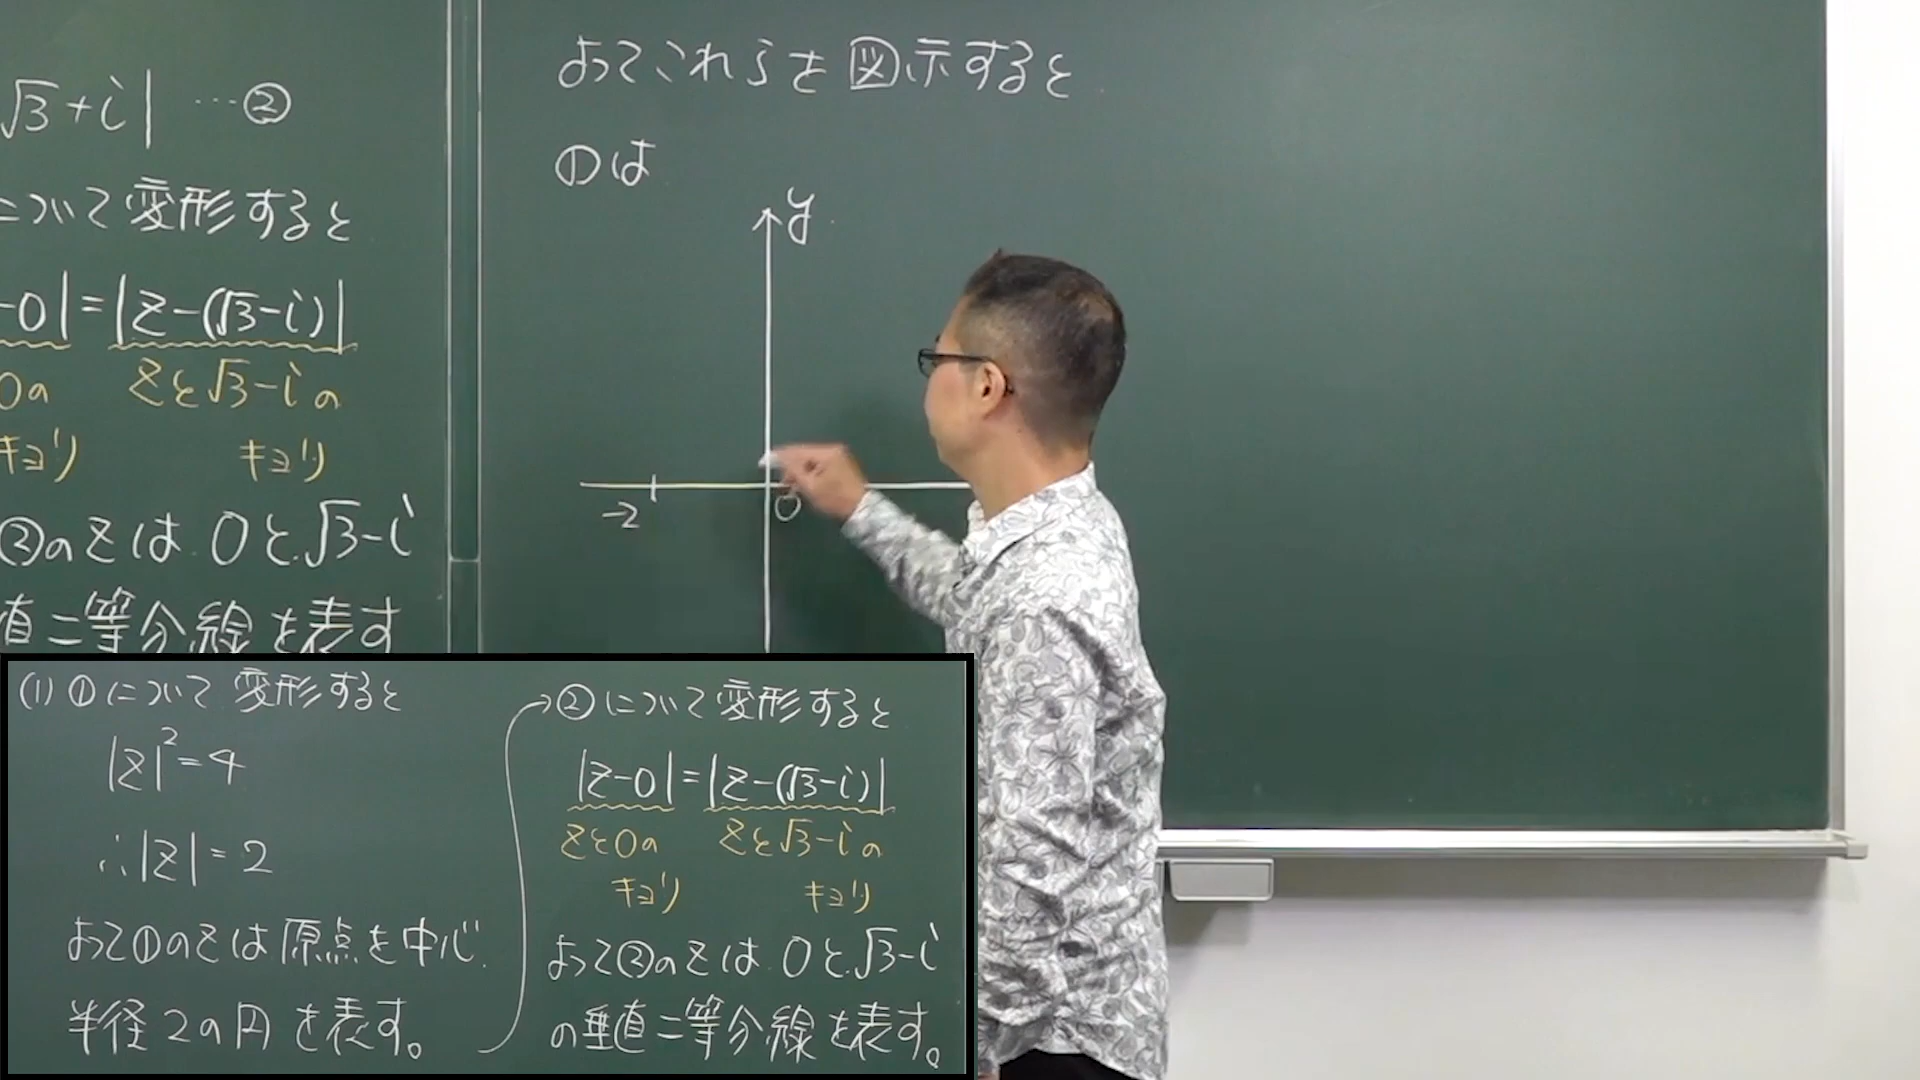 √3+i| …②
について変形すると
-0|=|z-(√3-i)|
0の zと√3-iの
キョリ キョリ
②のzは 0と√3-i
直二等分線を表す
よってこれらを図示すると
①は
y
-2 0
(1) ①について変形すると
|z|²=4
∴|z|=2
よって①のzは原点を中心
半径2の円を表す。
→②について変形すると
|z-0|=|z-(√3-i)|
zと0の zと√3-iの
キョリ キョリ
よって②のzは 0と√3-i
の垂直二等分線を表す。